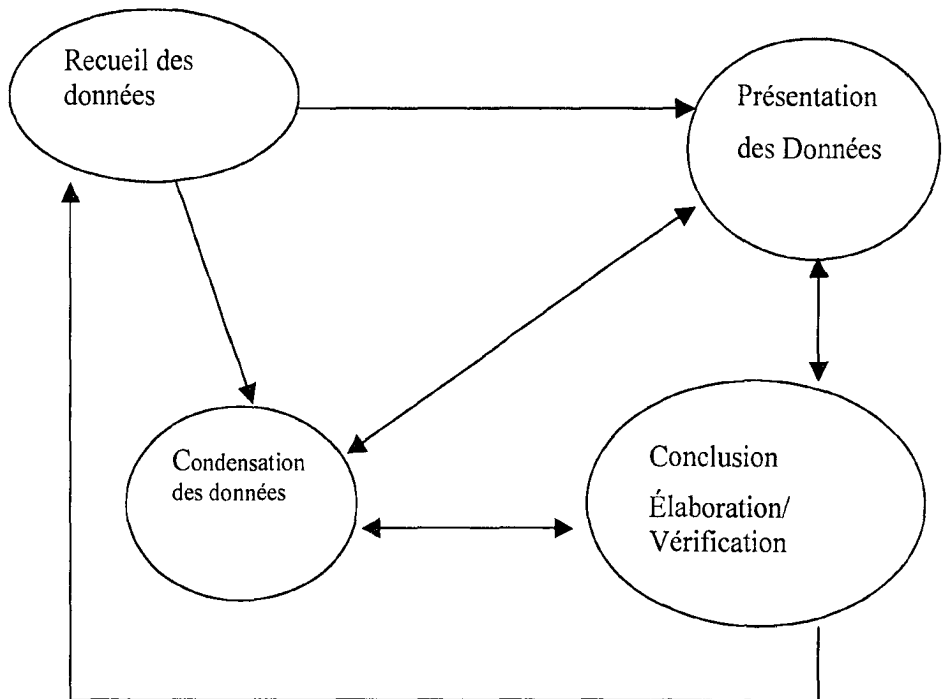 Recueil des
données
Présentation
des Données
Condensation
des données
Conclusion
Élaboration/
Vérification